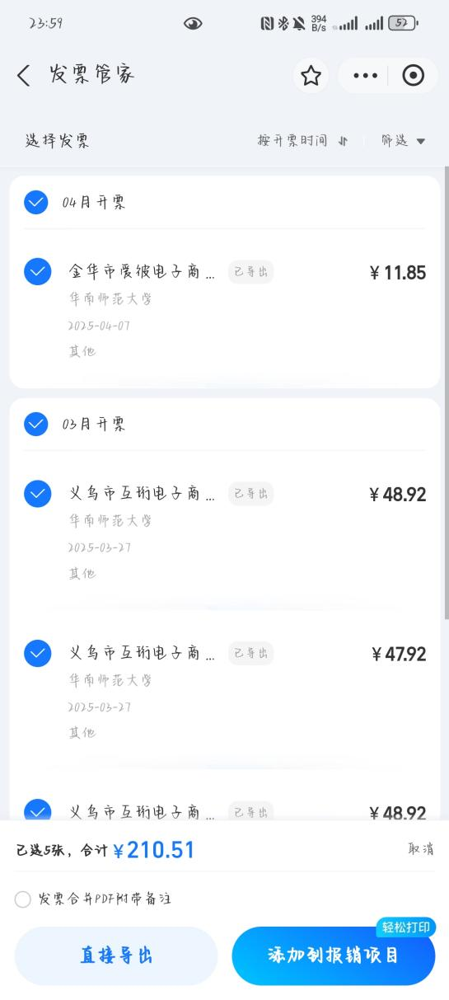 23:59
394 B/s
52
发票管家
选择发票
按开票时间
筛选
04月开票
金华市爱彼电子商... 已导出 ¥11.85
华南师范大学
2025-04-07
其他
03月开票
义乌市互珩电子商... 已导出 ¥48.92
华南师范大学
2025-03-27
其他
义乌市互珩电子商... 已导出 ¥47.92
华南师范大学
2025-03-27
其他
义乌市互珩电子商... 已导出 ¥48.92
已选5张，合计 ¥210.51 取消
发票合并PDF附带备注
轻松打印
直接导出 添加到报销项目